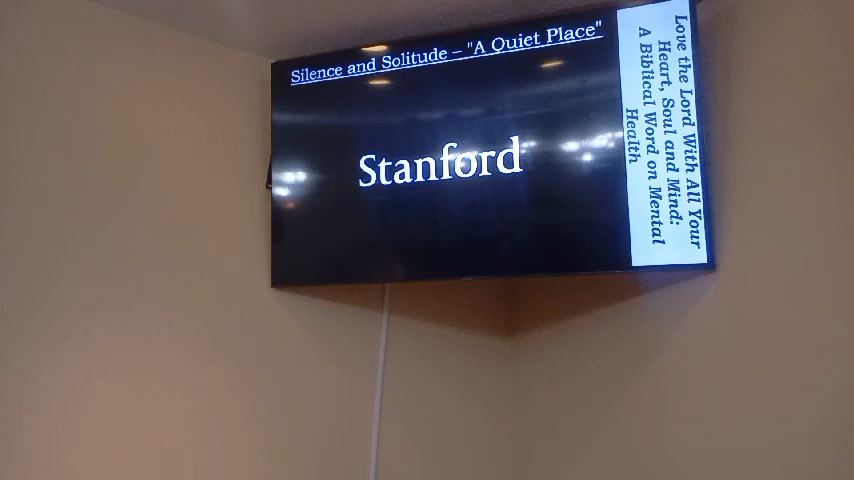 Silence and Solitude – "A Quiet Place"
Stanford
Love the Lord With All Your
Heart, Soul and Mind:
A Biblical Word on Mental
Health